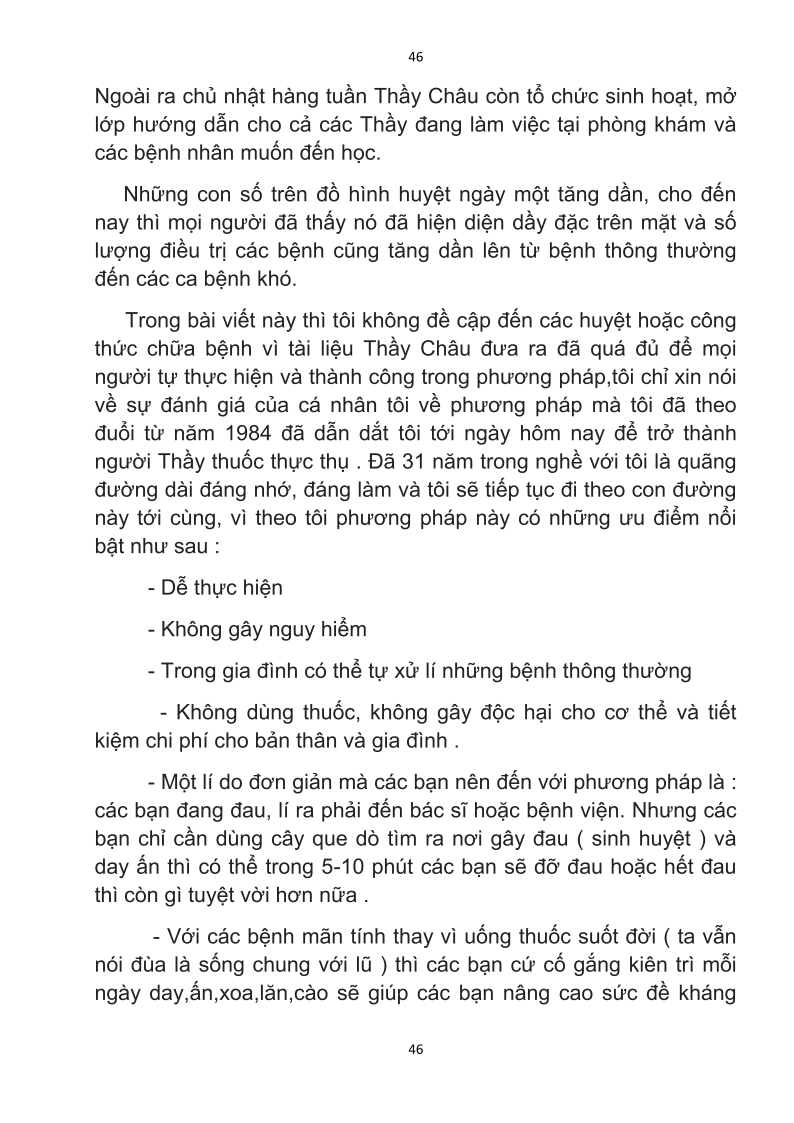 46
Ngoài ra chủ nhật hàng tuần Thầy Châu còn tổ chức sinh hoạt, mở
lớp hướng dẫn cho cả các Thầy đang làm việc tại phòng khám và
các bệnh nhân muốn đến học.
Những con số trên đồ hình huyệt ngày một tăng dần, cho đến
nay thì mọi người đã thấy nó đã hiện diện dầy đặc trên mặt và số
lượng điều trị các bệnh cũng tăng dần lên từ bệnh thông thường
đến các ca bệnh khó.
Trong bài viết này thì tôi không đề cập đến các huyệt hoặc công
thức chữa bệnh vì tài liệu Thầy Châu đưa ra đã quá đủ để mọi
người tự thực hiện và thành công trong phương pháp,tôi chỉ xin nói
về sự đánh giá của cá nhân tôi về phương pháp mà tôi đã theo
đuổi từ năm 1984 đã dẫn dắt tôi tới ngày hôm nay để trở thành
người Thầy thuốc thực thụ . Đã 31 năm trong nghề với tôi là quãng
đường dài đáng nhớ, đáng làm và tôi sẽ tiếp tục đi theo con đường
này tới cùng, vì theo tôi phương pháp này có những ưu điểm nổi
bật như sau :
- Dễ thực hiện
- Không gây nguy hiểm
- Trong gia đình có thể tự xử lí những bệnh thông thường
- Không dùng thuốc, không gây độc hại cho cơ thể và tiết
kiệm chi phí cho bản thân và gia đình .
- Một lí do đơn giản mà các bạn nên đến với phương pháp là :
các bạn đang đau, lí ra phải đến bác sĩ hoặc bệnh viện. Nhưng các
bạn chỉ cần dùng cây que dò tìm ra nơi gây đau ( sinh huyệt ) và
day ấn thì có thể trong 5-10 phút các bạn sẽ đỡ đau hoặc hết đau
thì còn gì tuyệt vời hơn nữa .
- Với các bệnh mãn tính thay vì uống thuốc suốt đời ( ta vẫn
nói đùa là sống chung với lũ ) thì các bạn cứ cố gắng kiên trì mỗi
ngày day,ấn,xoa,lăn,cào sẽ giúp các bạn nâng cao sức đề kháng
46